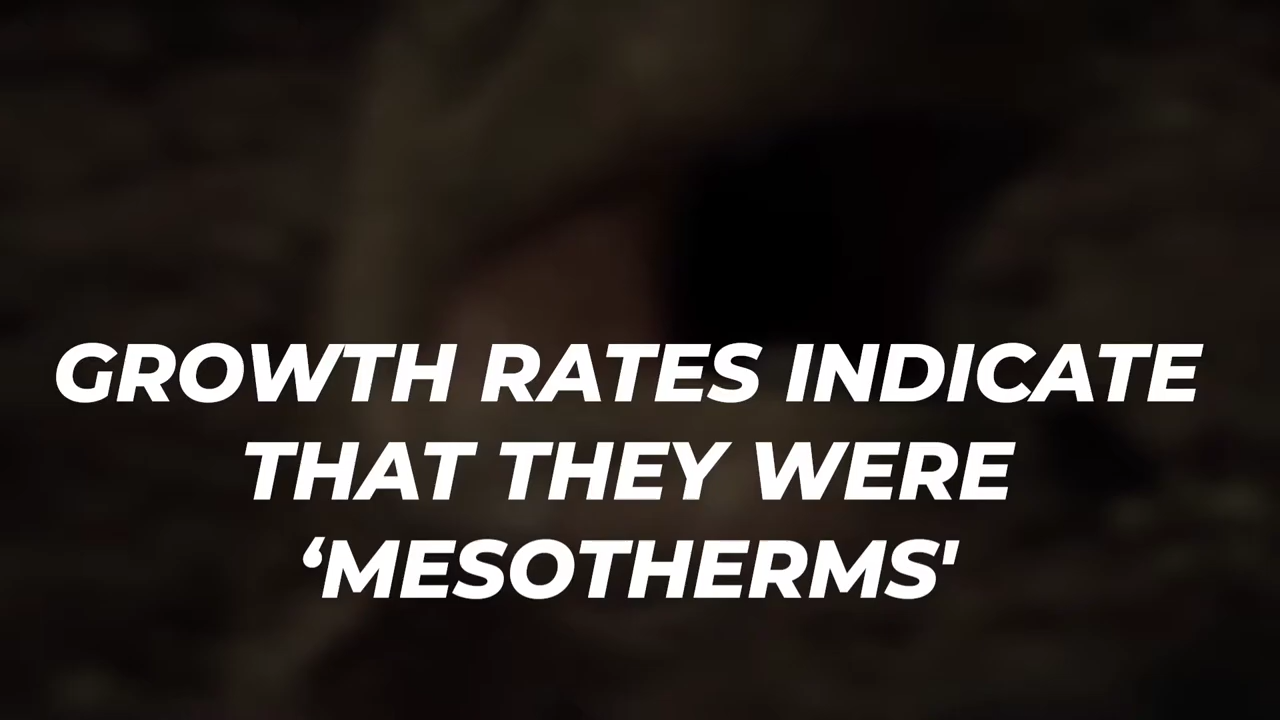 GROWTH RATES INDICATE
THAT THEY WERE
‘MESOTHERMS'